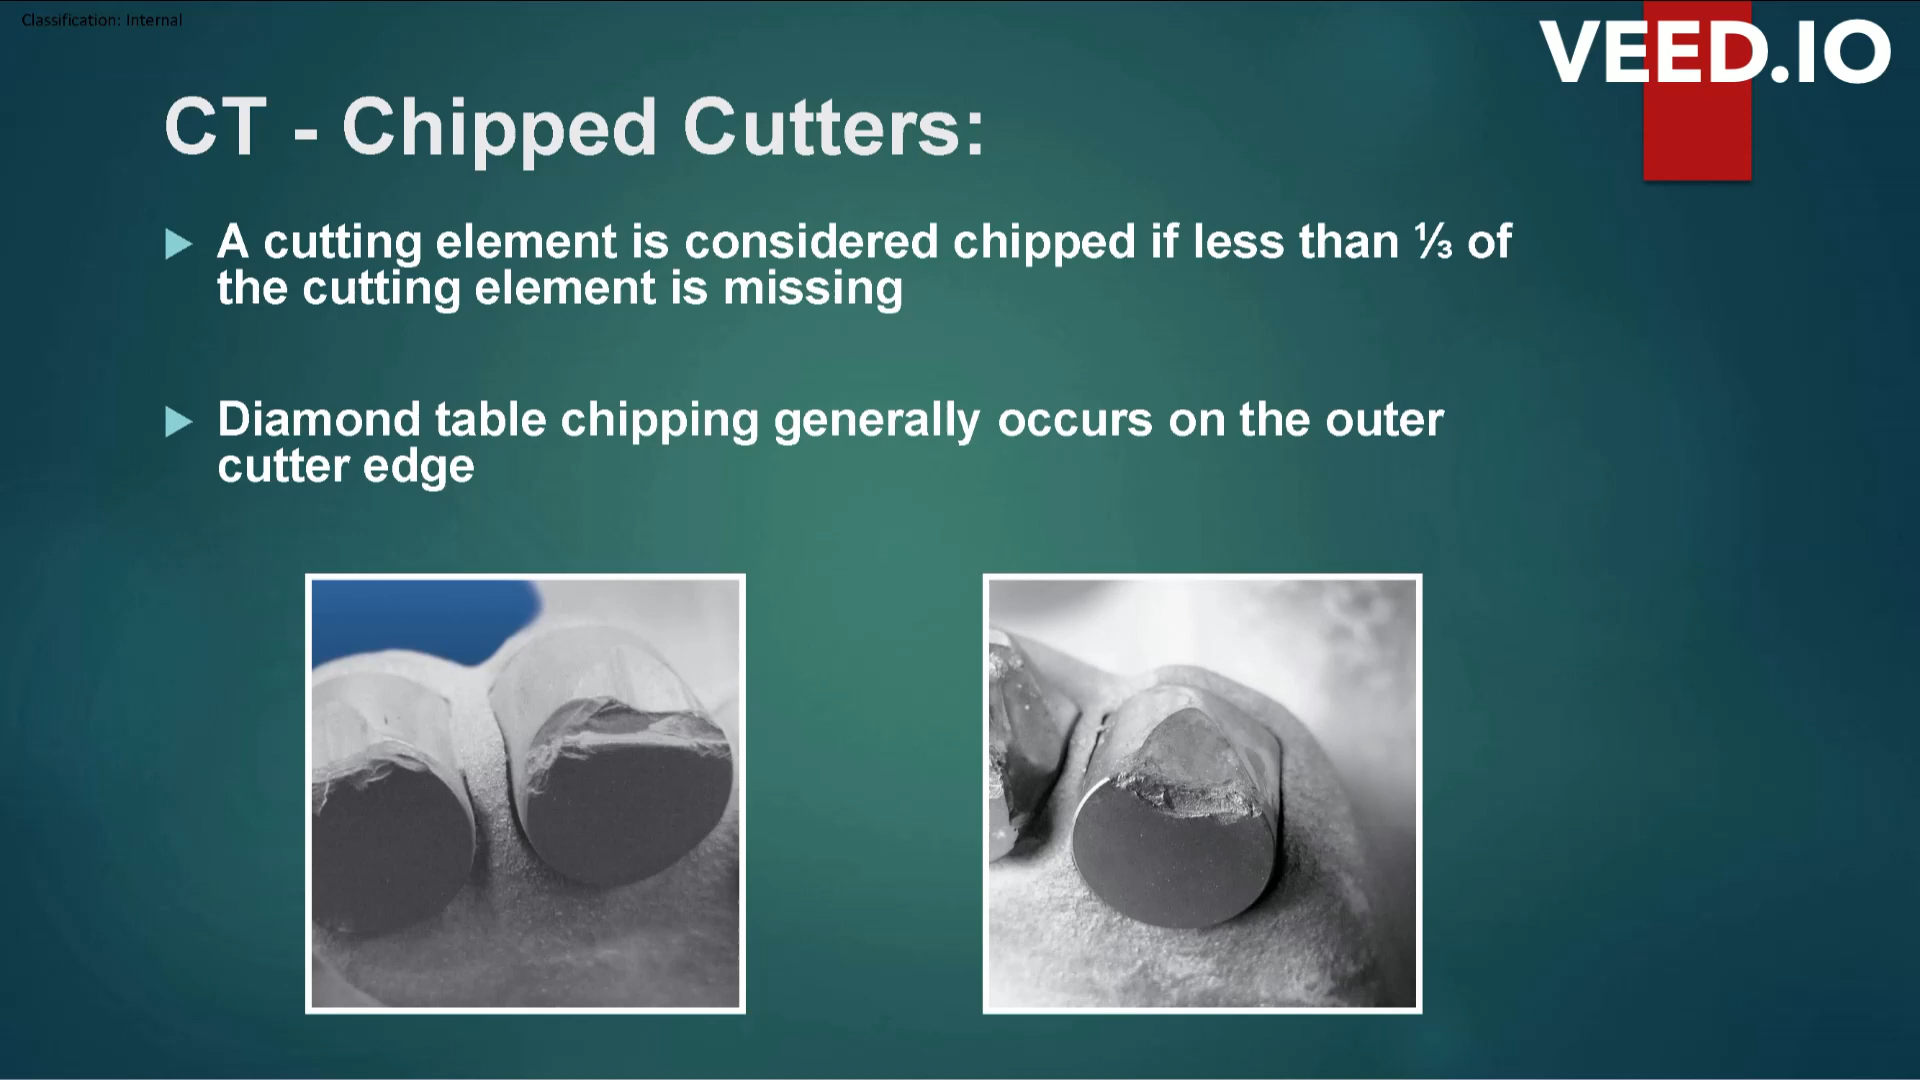 Classification: Internal
VEED.IO
CT - Chipped Cutters:
A cutting element is considered chipped if less than ⅓ of
the cutting element is missing
Diamond table chipping generally occurs on the outer
cutter edge